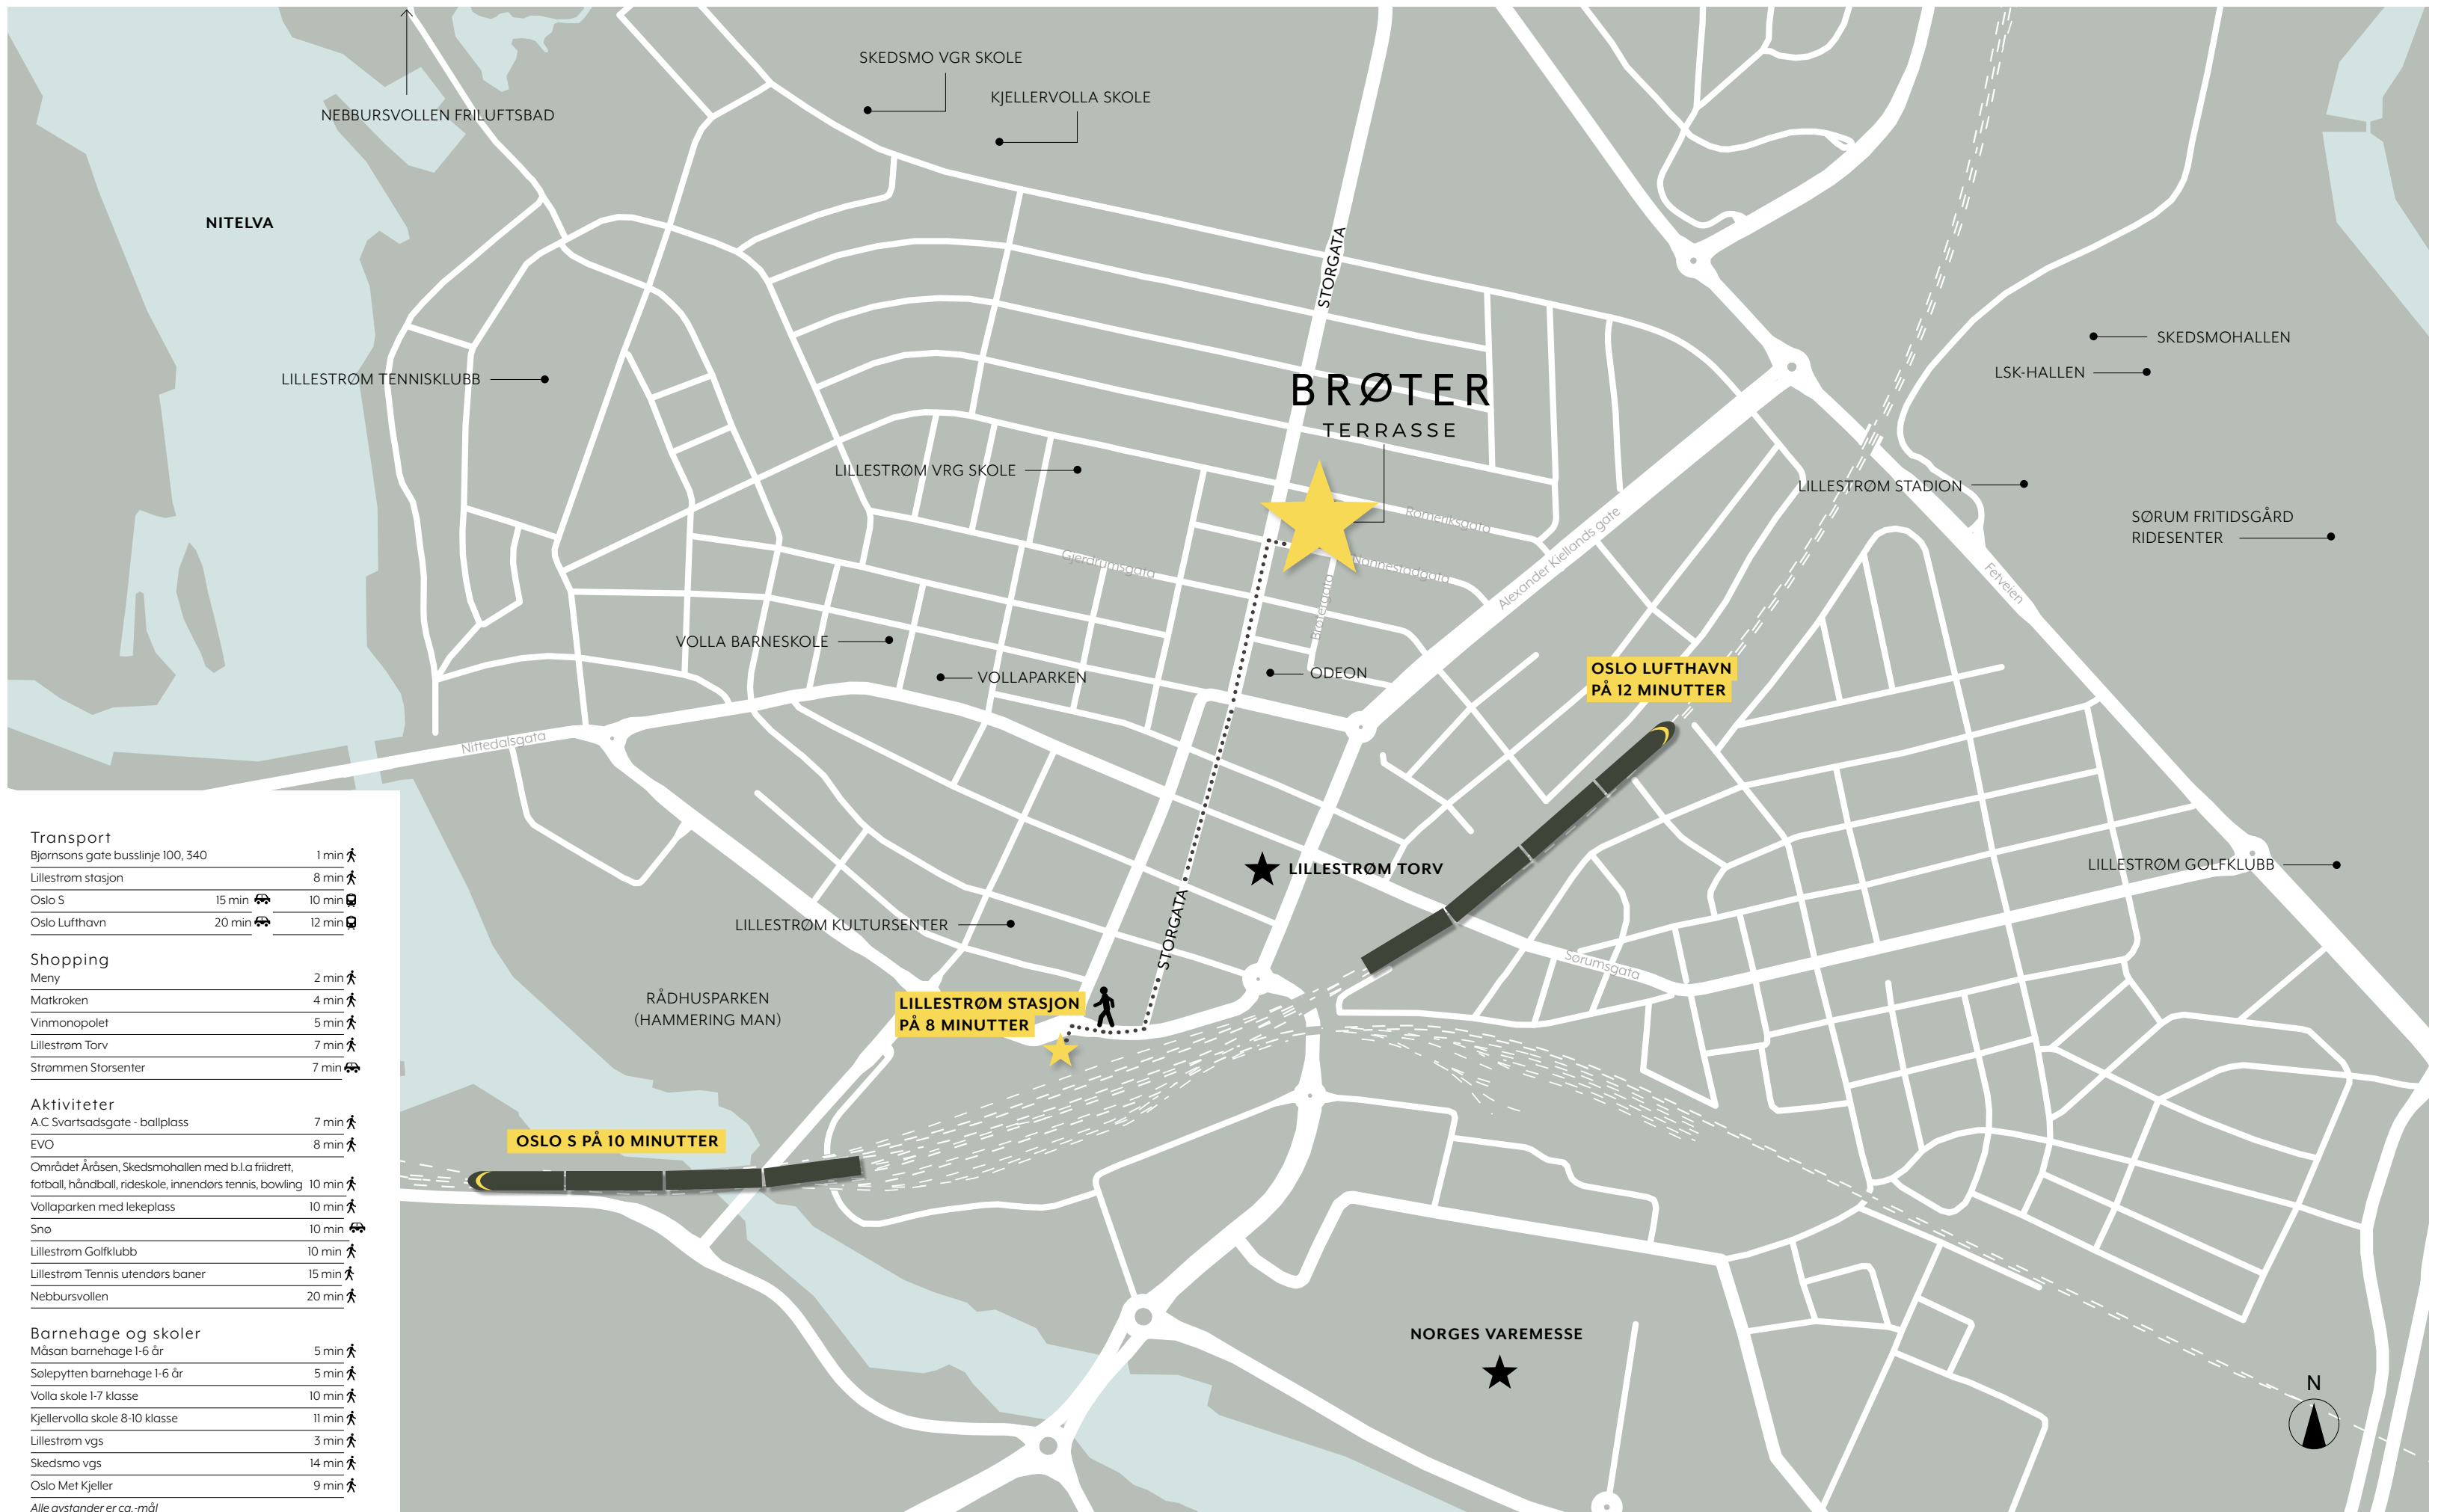 SKEDSMO VGR SKOLE
KJELLERVOLLA SKOLE
NEBBURSVOLLEN FRILUFTSBAD
NITELVA
STORGATA
SKEDSMOHALLEN
LSK-HALLEN
LILLESTRØM TENNISKLUBB
BRØTER
TERRASSE
LILLESTRØM VRG SKOLE
LILLESTRØM STADION
Romeriksgata
SØRUM FRITIDSGÅRD
RIDESENTER
Gjerdrumsgata
Nannestadgata
Alexander Kiellands gate
Fetveien
Brøtergata
VOLLA BARNESKOLE
VOLLAPARKEN
ODEON
OSLO LUFTHAVN
PÅ 12 MINUTTER
Nittedalsgata
LILLESTRØM TORV
LILLESTRØM GOLFKLUBB
LILLESTRØM KULTURSENTER
STORGATA
Sørumsgata
RÅDHUSPARKEN
(HAMMERING MAN)
LILLESTRØM STASJON
PÅ 8 MINUTTER
OSLO S PÅ 10 MINUTTER
NORGES VAREMESSE
N
Transport
Bjørnsons gate busslinje 100, 340 1 min
Lillestrøm stasjon 8 min
Oslo S 15 min 10 min
Oslo Lufthavn 20 min 12 min
Shopping
Meny 2 min
Matkroken 4 min
Vinmonopolet 5 min
Lillestrøm Torv 7 min
Strømmen Storsenter 7 min
Aktiviteter
A.C Svartsadsgate - ballplass 7 min
EVO 8 min
Området Åråsen, Skedsmohallen med b.l.a friidrett,
fotball, håndball, rideskole, innendørs tennis, bowling 10 min
Vollaparken med lekeplass 10 min
Snø 10 min
Lillestrøm Golfklubb 10 min
Lillestrøm Tennis utendørs baner 15 min
Nebbursvollen 20 min
Barnehage og skoler
Måsan barnehage 1-6 år 5 min
Sølepytten barnehage 1-6 år 5 min
Volla skole 1-7 klasse 10 min
Kjellervolla skole 8-10 klasse 11 min
Lillestrøm vgs 3 min
Skedsmo vgs 14 min
Oslo Met Kjeller 9 min
Alle avstander er ca.-mål